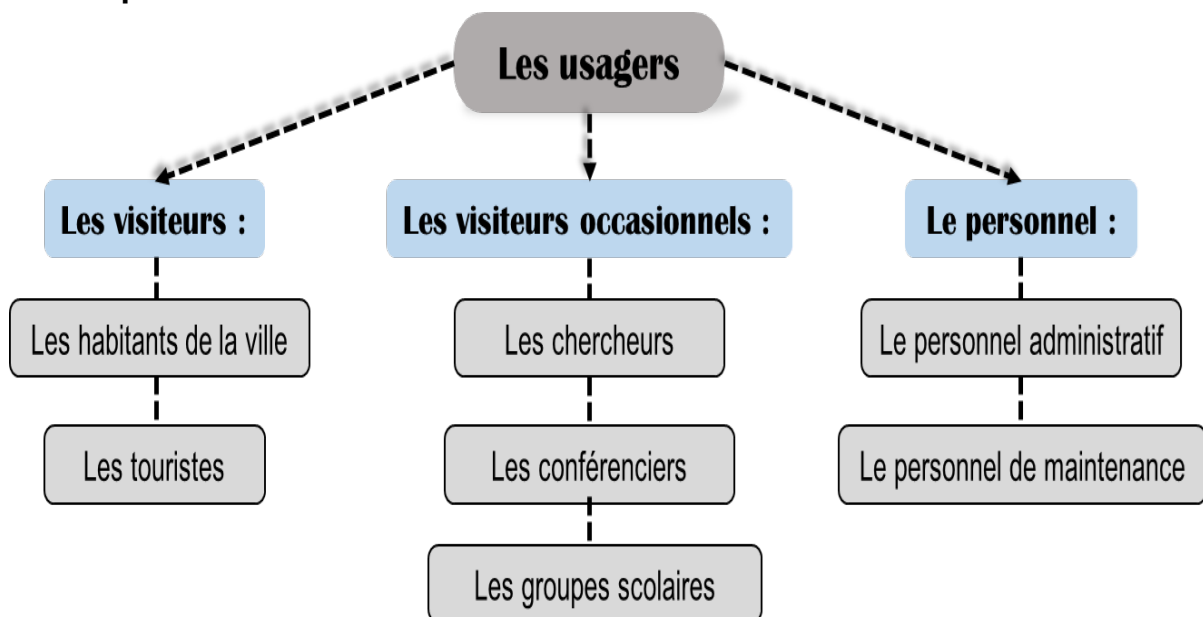 Les usagers
Les visiteurs :
Les visiteurs occasionnels :
Le personnel :
Les habitants de la ville
Les chercheurs
Le personnel administratif
Les touristes
Les conférenciers
Le personnel de maintenance
Les groupes scolaires